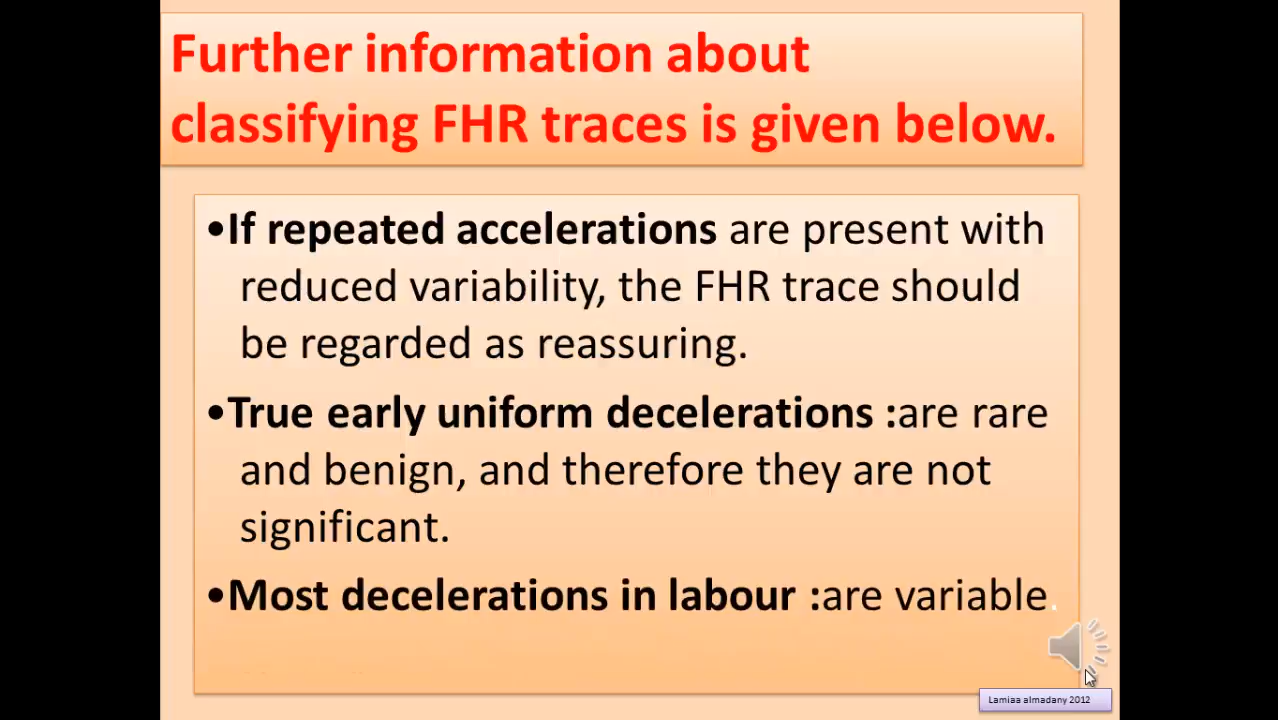 Further information about
classifying FHR traces is given below.
•If repeated accelerations are present with
reduced variability, the FHR trace should
be regarded as reassuring.
•True early uniform decelerations :are rare
and benign, and therefore they are not
significant.
•Most decelerations in labour :are variable.
Lamiaa almadany 2012